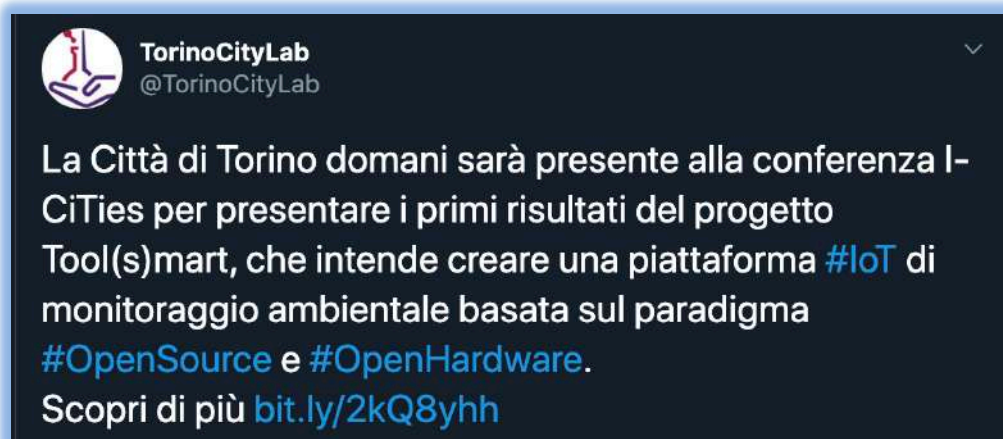 TorinoCityLab
@TorinoCityLab
La Città di Torino domani sarà presente alla conferenza I-
CiTies per presentare i primi risultati del progetto
Tool(s)mart, che intende creare una piattaforma #IoT di
monitoraggio ambientale basata sul paradigma
#OpenSource e #OpenHardware.
Scopri di più bit.ly/2kQ8yhh